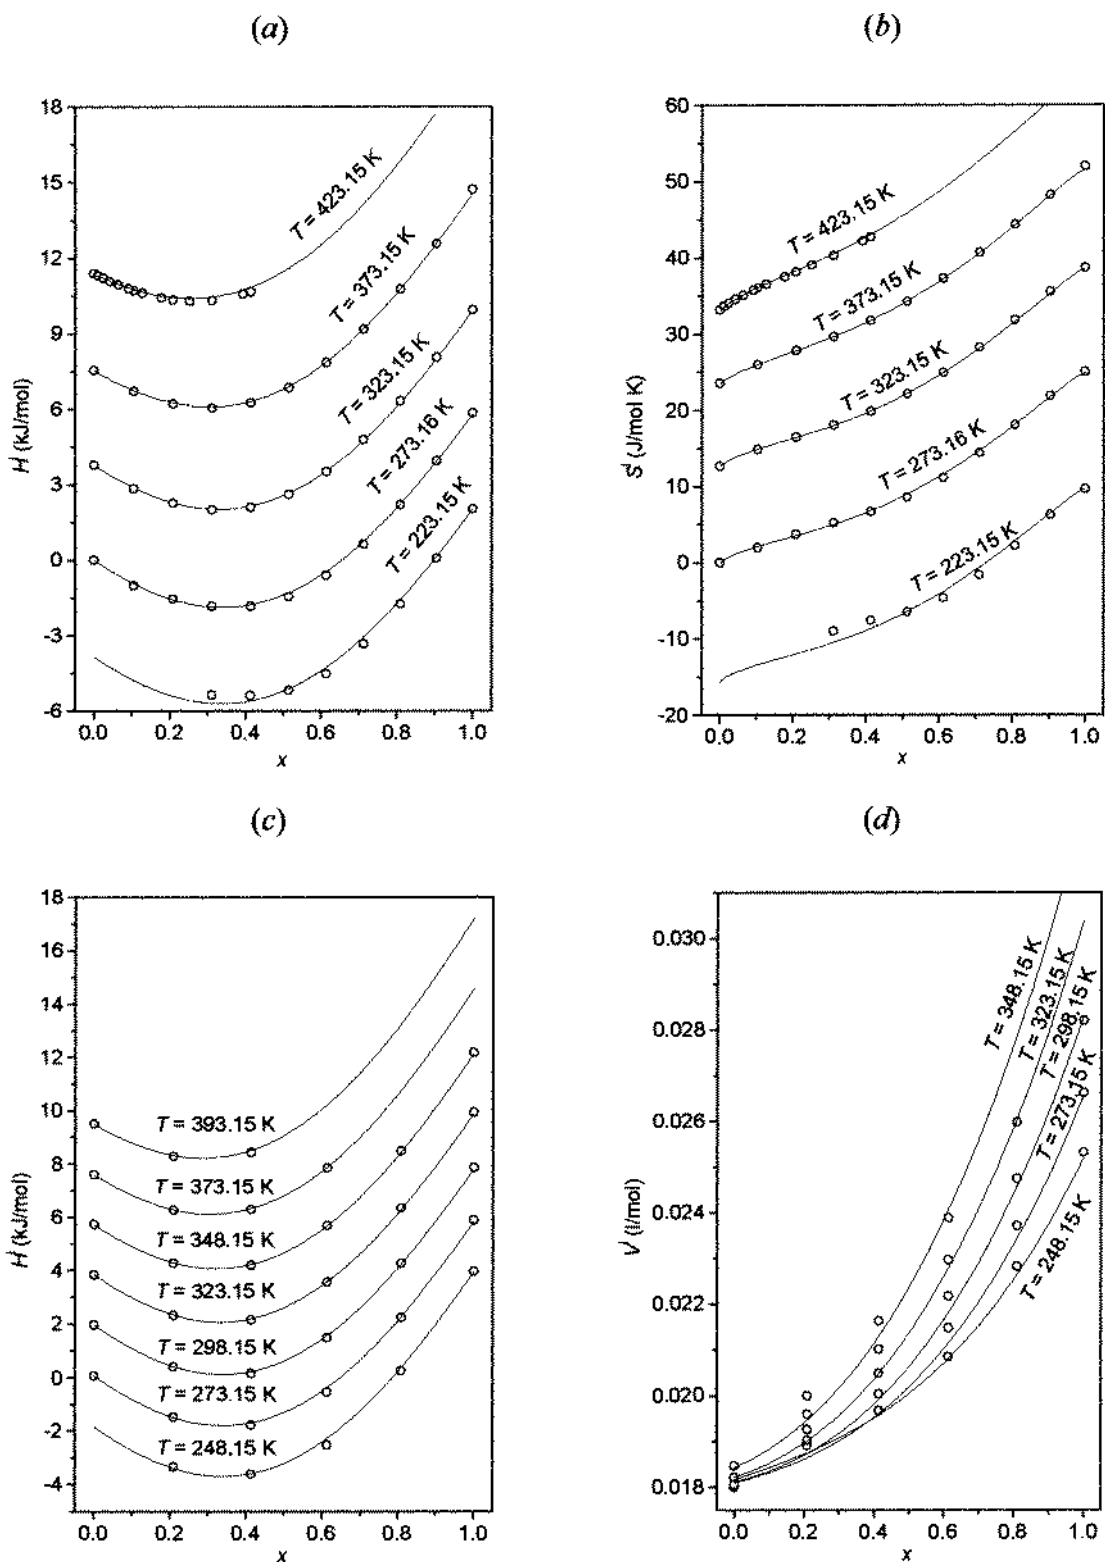 (a)
(b)
18
15
12
9
6
3
0
-3
-6
H^l (kJ/mol)
T = 423.15 K
T = 373.15 K
T = 323.15 K
T = 273.16 K
T = 223.15 K
0.0 0.2 0.4 0.6 0.8 1.0
x
60
50
40
30
20
10
0
-10
-20
S^l (J/mol K)
T = 423.15 K
T = 373.15 K
T = 323.15 K
T = 273.16 K
T = 223.15 K
0.0 0.2 0.4 0.6 0.8 1.0
x
(c)
(d)
18
16
14
12
10
8
6
4
2
0
-2
-4
H^l (kJ/mol)
T = 393.15 K
T = 373.15 K
T = 348.15 K
T = 323.15 K
T = 298.15 K
T = 273.15 K
T = 248.15 K
0.0 0.2 0.4 0.6 0.8 1.0
x
0.030
0.028
0.026
0.024
0.022
0.020
0.018
V^l (l/mol)
T = 348.15 K
T = 323.15 K
T = 298.15 K
T = 273.15 K
T = 248.15 K
0.0 0.2 0.4 0.6 0.8 1.0
x